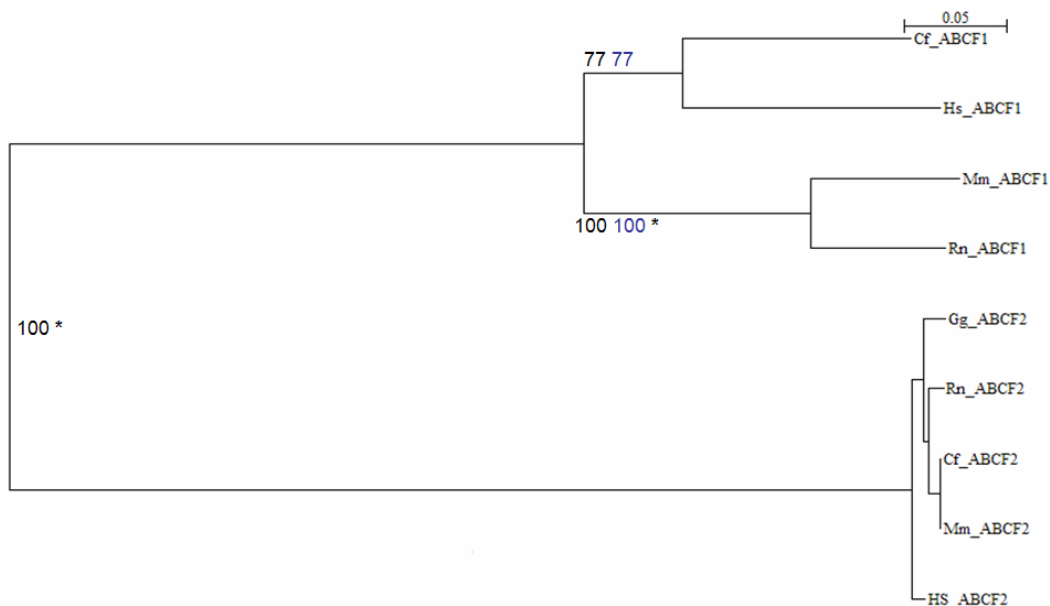 0.05
Cf_ABCF1
77 77
Hs_ABCF1
Mm_ABCF1
100 100 *
Rn_ABCF1
Gg_ABCF2
100 *
Rn_ABCF2
Cf_ABCF2
Mm_ABCF2
HS_ABCF2